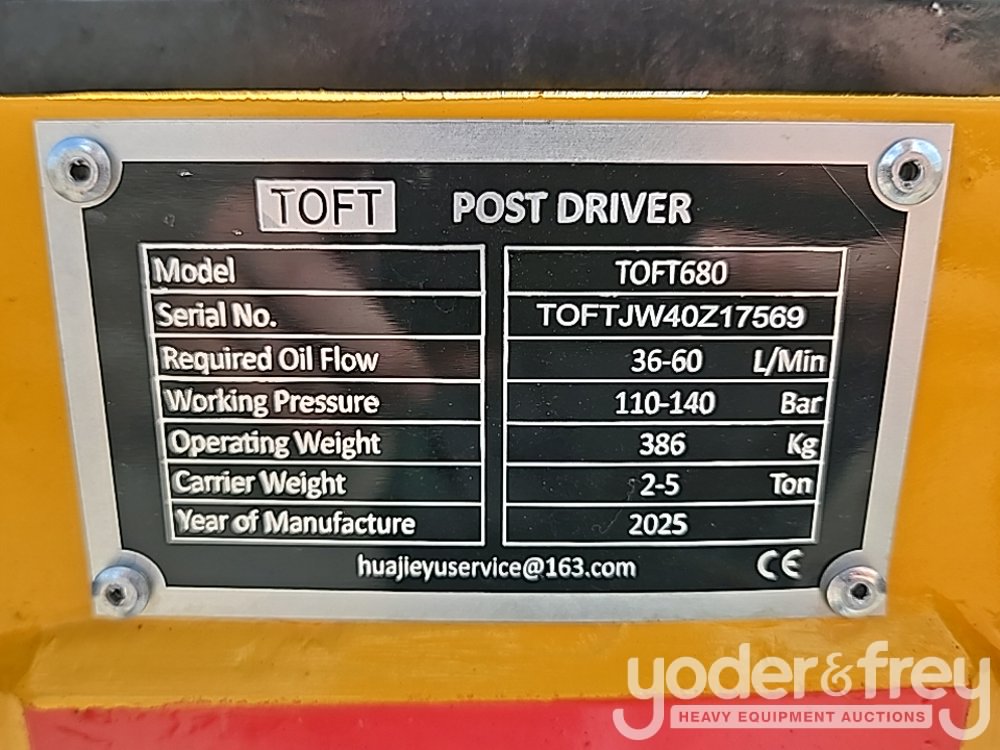 TOFT POST DRIVER
Model TOFT680
Serial No. TOFTJW40Z17569
Required Oil Flow 36-60 L/Min
Working Pressure 110-140 Bar
Operating Weight 386 Kg
Carrier Weight 2-5 Ton
Year of Manufacture 2025
huajieyuservice@163.com CE
yoder&frey
HEAVY EQUIPMENT AUCTIONS